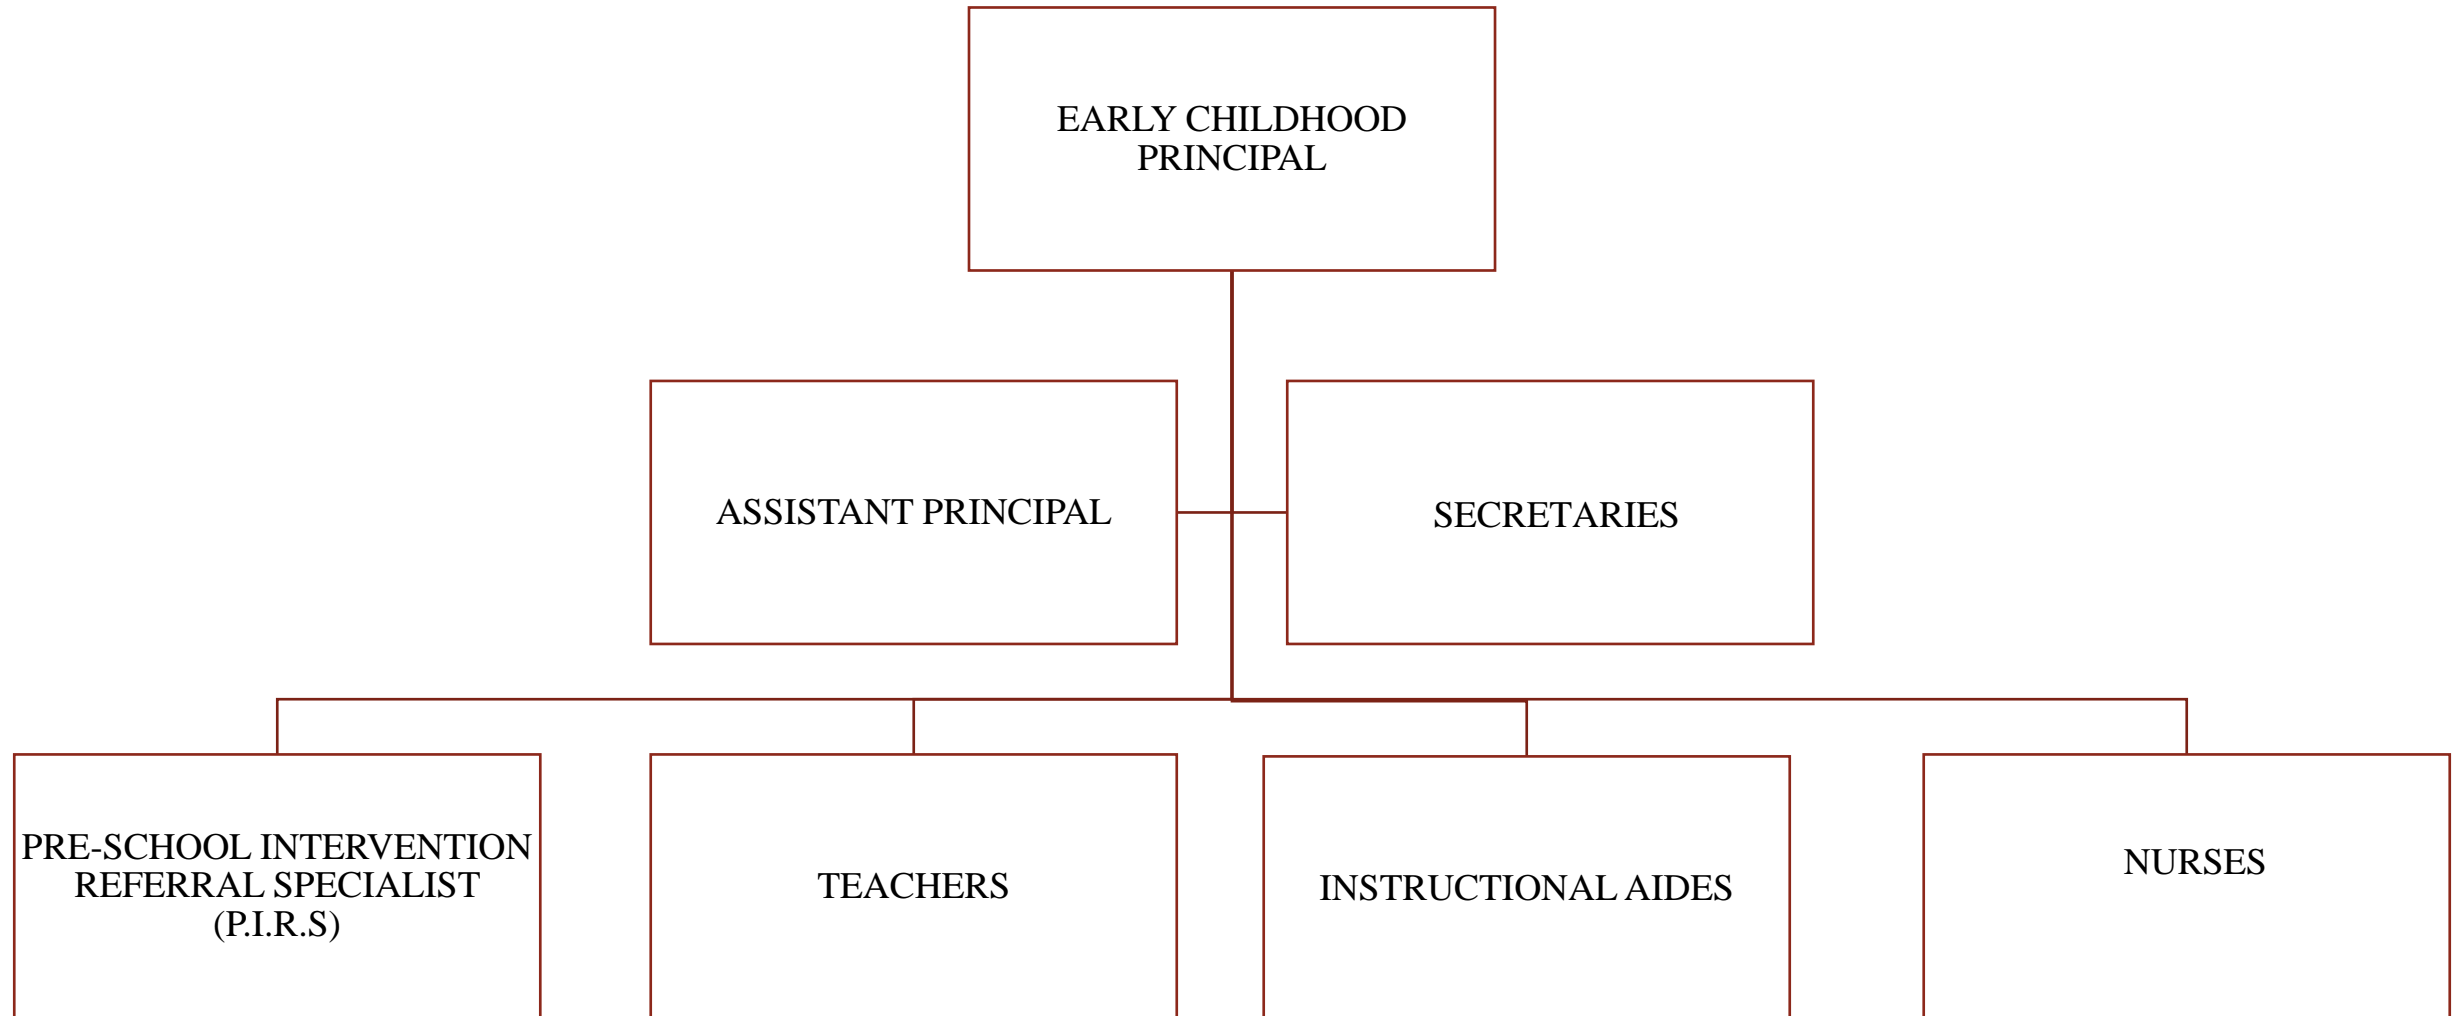 EARLY CHILDHOOD
PRINCIPAL
ASSISTANT PRINCIPAL
SECRETARIES
PRE-SCHOOL INTERVENTION
REFERRAL SPECIALIST
(P.I.R.S)
TEACHERS
INSTRUCTIONAL AIDES
NURSES